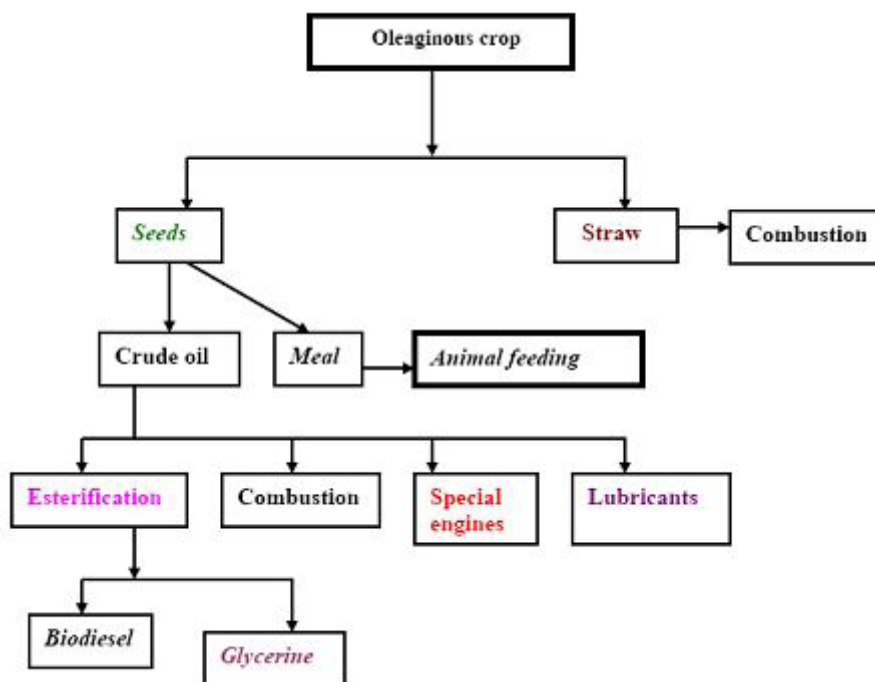 Oleaginous crop
Seeds
Straw
Combustion
Crude oil
Meal
Animal feeding
Esterification
Combustion
Special
engines
Lubricants
Biodiesel
Glycerine